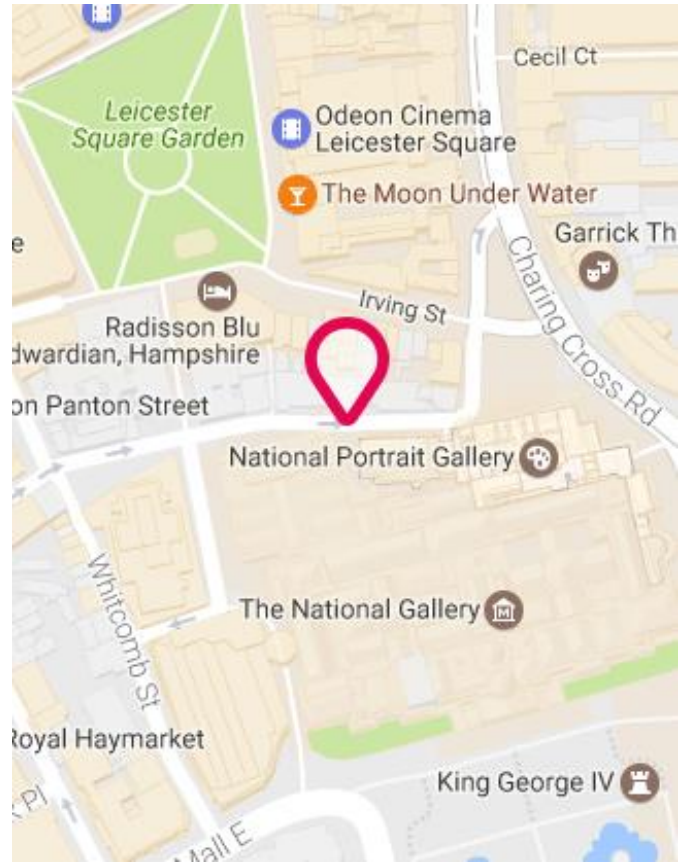 Cecil Ct
Leicester
Square Garden
Odeon Cinema
Leicester Square
The Moon Under Water
e
Garrick Th
Charing Cross Rd
Irving St
Radisson Blu
dwardian, Hampshire
on Panton Street
National Portrait Gallery
Whitcomb St
The National Gallery
Royal Haymarket
King George IV
Pl
Mall E